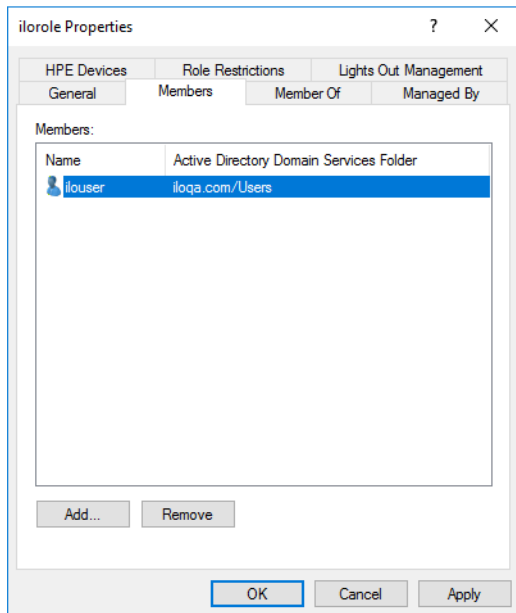 ilorole Properties
HPE Devices Role Restrictions Lights Out Management
General Members Member Of Managed By
Members:
Name Active Directory Domain Services Folder
ilouser iloqa.com/Users
Add... Remove
OK Cancel Apply